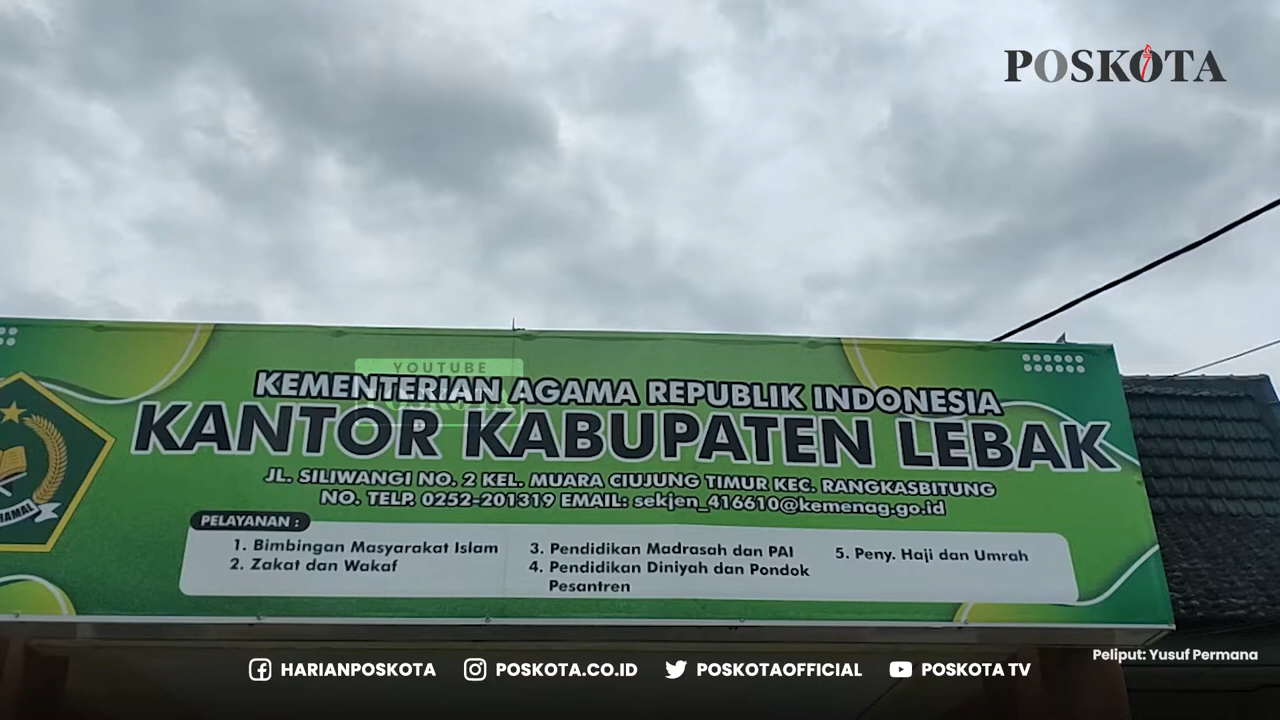 POSKOTA
YOUTUBE
POSKOTA
KEMENTERIAN AGAMA REPUBLIK INDONESIA
KANTOR KABUPATEN LEBAK
JL. SILIWANGI NO. 2 KEL. MUARA CIUJUNG TIMUR KEC. RANGKASBITUNG
NO. TELP. 0252-201319 EMAIL: sekjen_416610@kemenag.go.id
PELAYANAN :
1. Bimbingan Masyarakat Islam
2. Zakat dan Wakaf
3. Pendidikan Madrasah dan PAI
4. Pendidikan Diniyah dan Pondok
Pesantren
5. Peny. Haji dan Umrah
Peliput: Yusuf Permana
HARIANPOSKOTA POSKOTA.CO.ID POSKOTAOFFICIAL POSKOTA TV